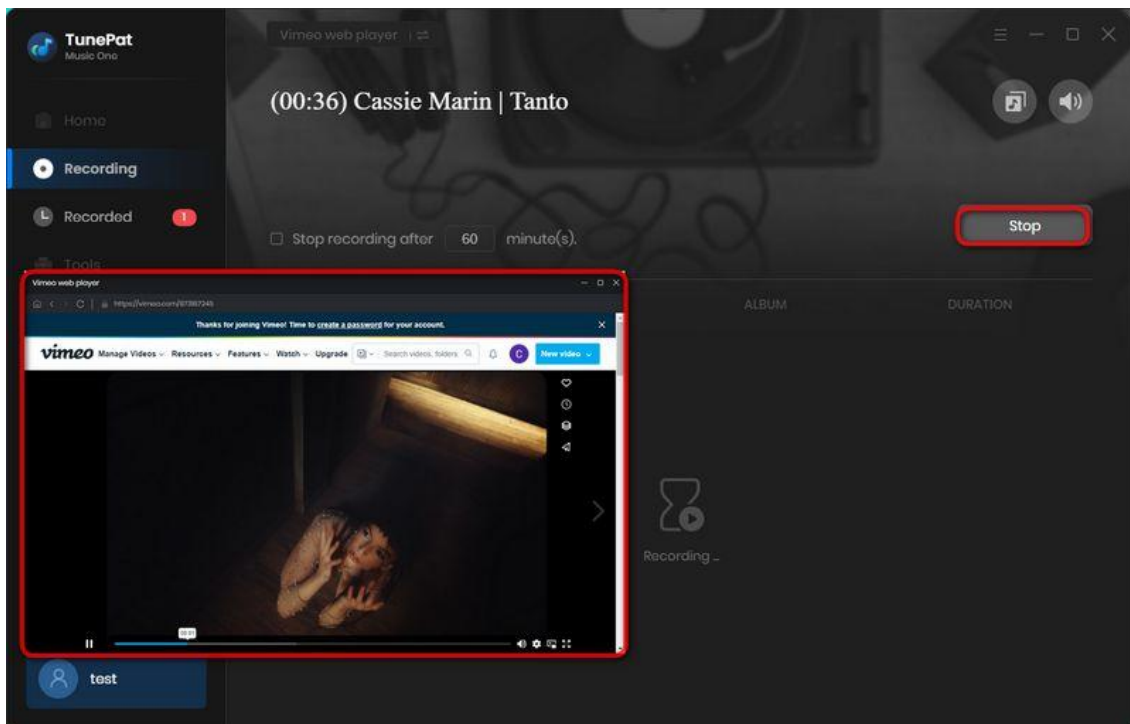 TunePat
Music One
Vimeo web player
(00:36) Cassie Marin | Tanto
Home
Recording
Recorded
1
Stop recording after 60 minute(s).
Stop
Tools
Vimeo web player
ALBUM
DURATION
Thanks for joining Vimeo! Time to create a password for your account.
vimeo Manage Videos Resources Features Watch Upgrade Search videos, folders C New video
Recording
test